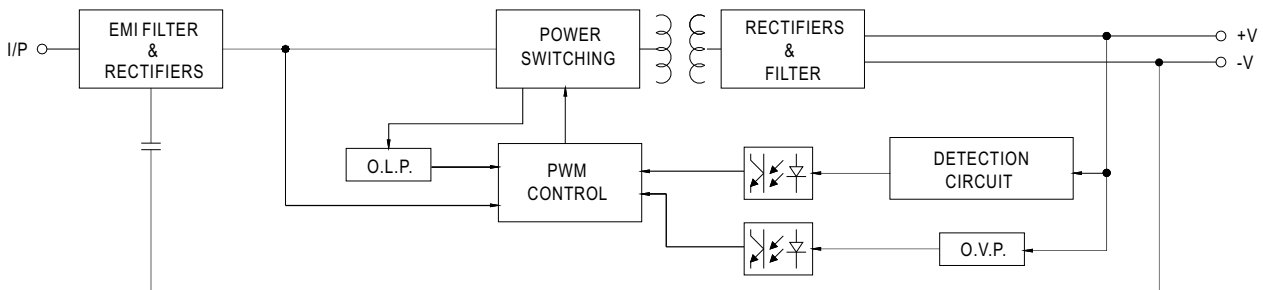 I/P
EMI FILTER
&
RECTIFIERS
POWER
SWITCHING
RECTIFIERS
&
FILTER
+V
-V
O.L.P.
PWM
CONTROL
DETECTION
CIRCUIT
O.V.P.